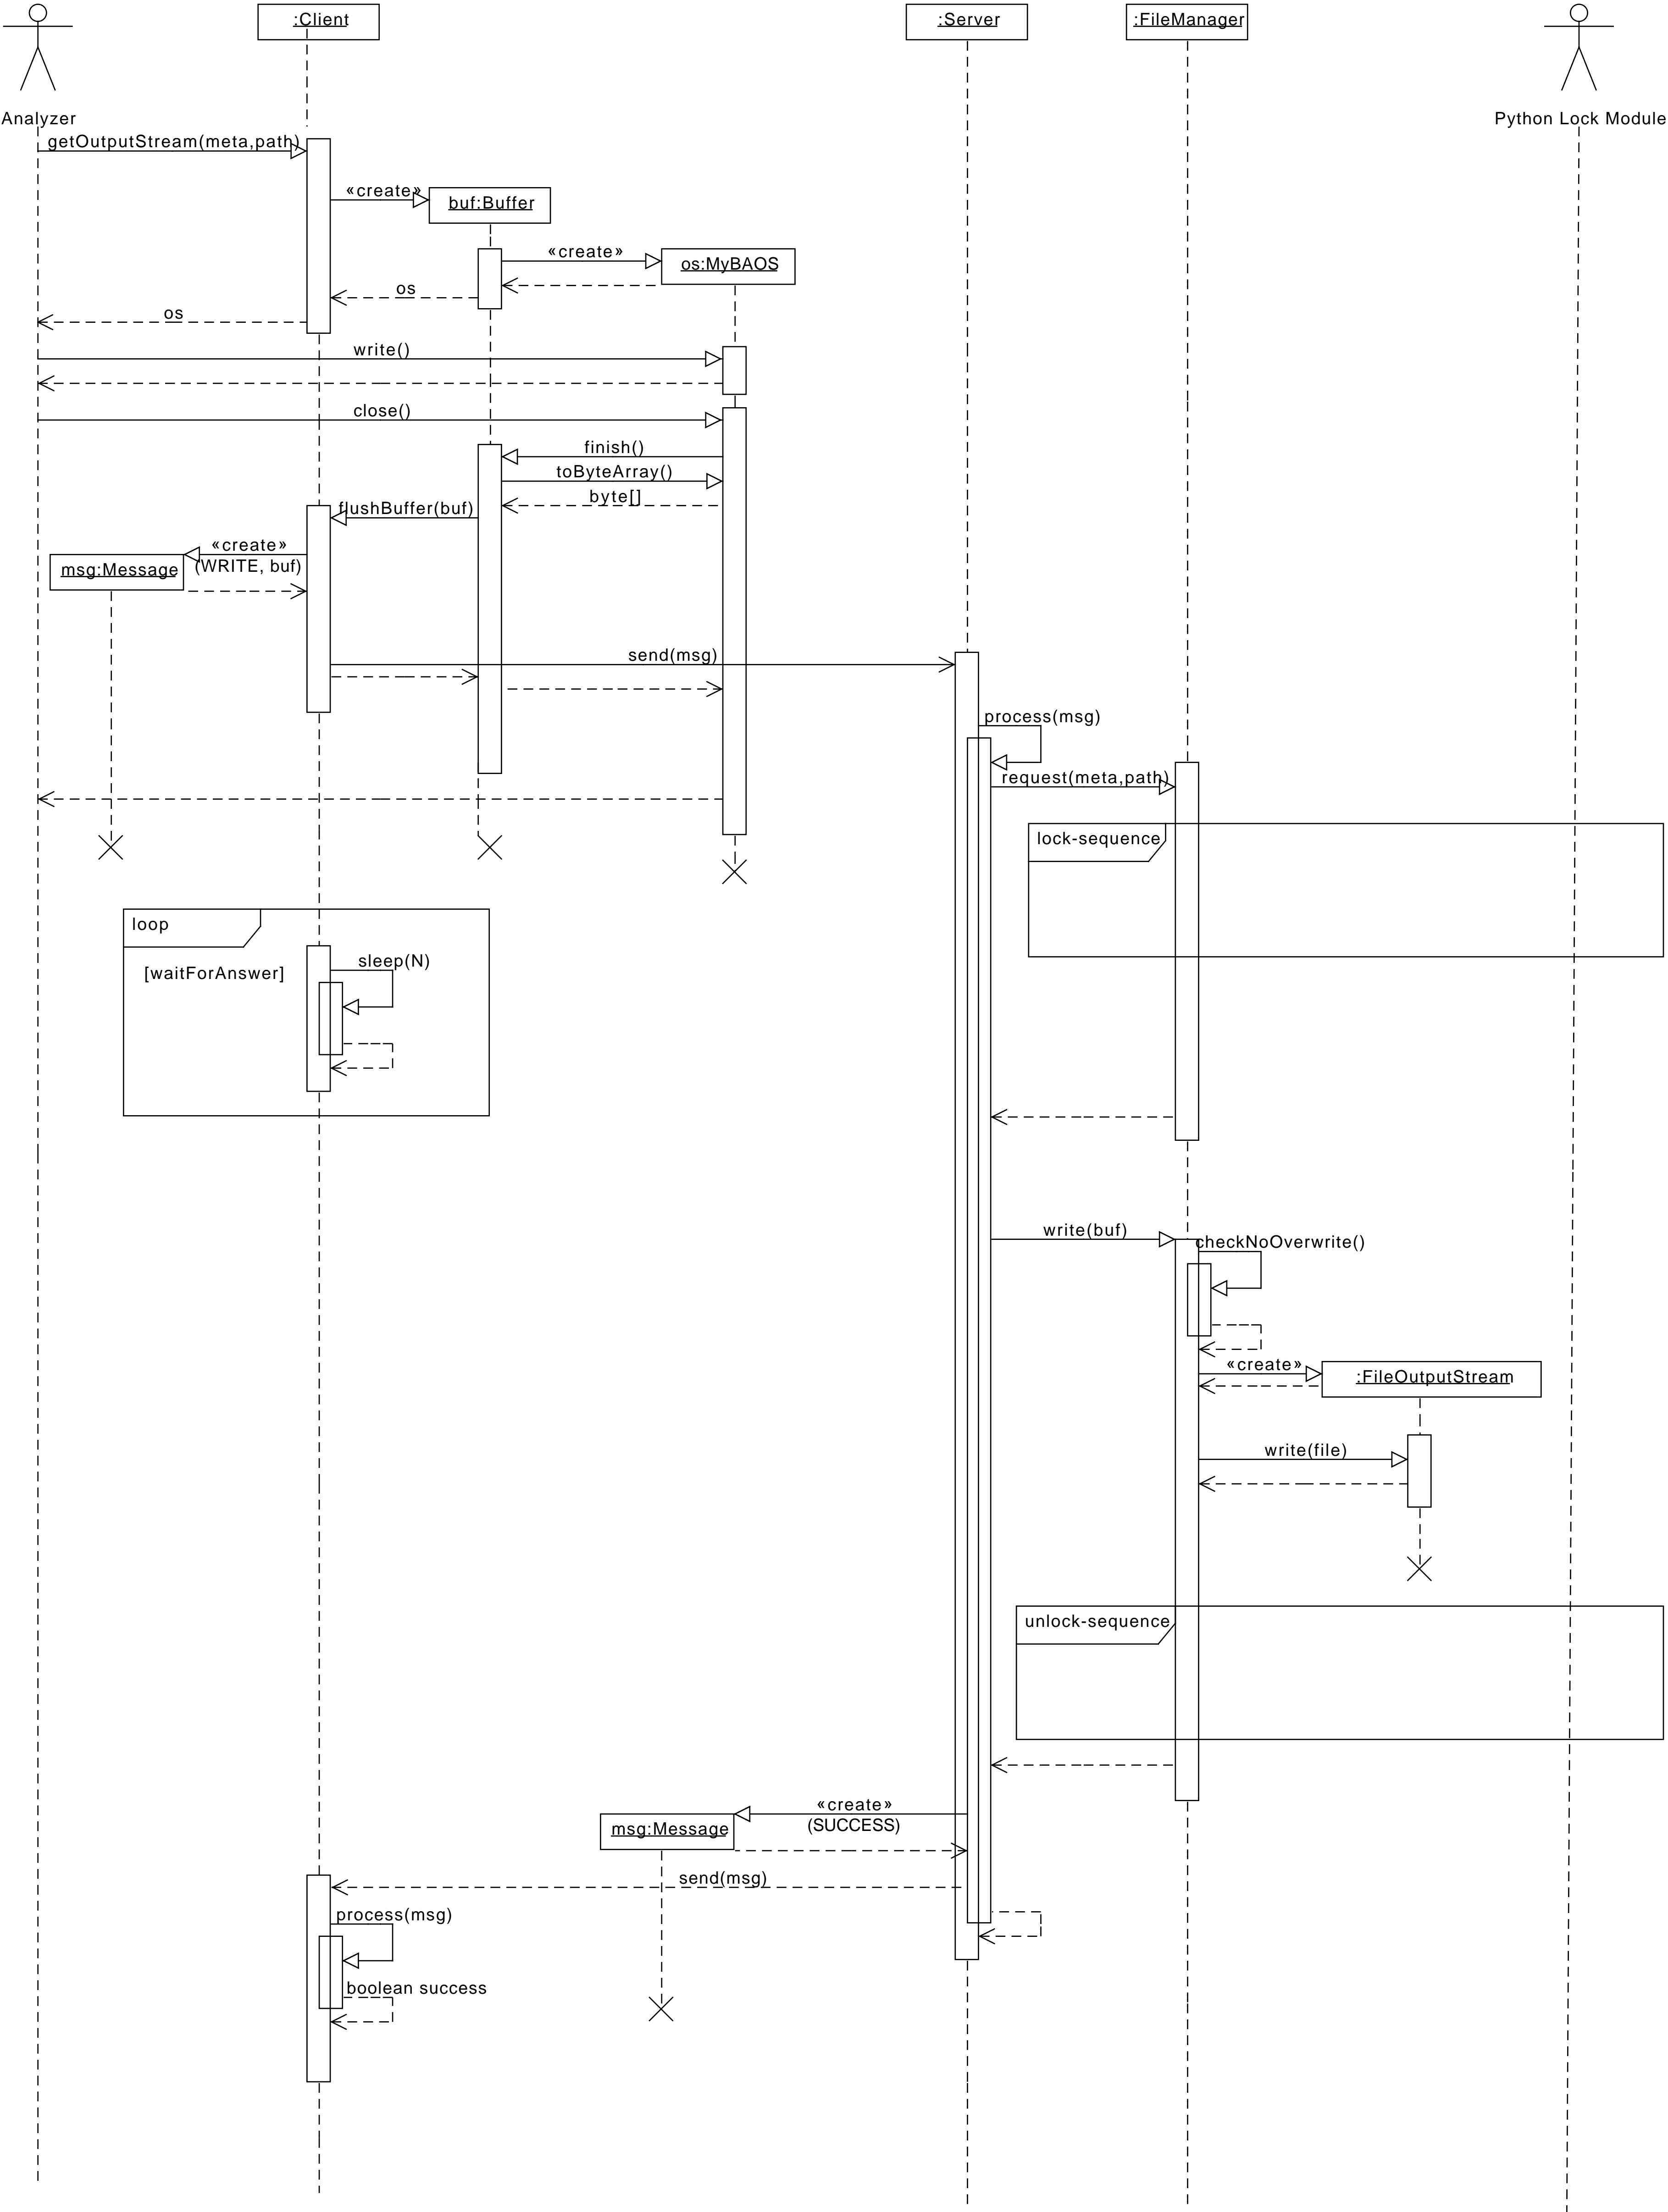 :Client
:Server
:FileManager
Analyzer
Python Lock Module
getOutputStream(meta,path)
«create»
buf:Buffer
«create»
os:MyBAOS
os
os
write()
close()
finish()
toByteArray()
byte[]
flushBuffer(buf)
«create»
(WRITE, buf)
msg:Message
send(msg)
process(msg)
request(meta,path)
lock-sequence
loop
[waitForAnswer]
sleep(N)
write(buf)
checkNoOverwrite()
«create»
:FileOutputStream
write(file)
unlock-sequence
«create»
(SUCCESS)
msg:Message
send(msg)
process(msg)
boolean success